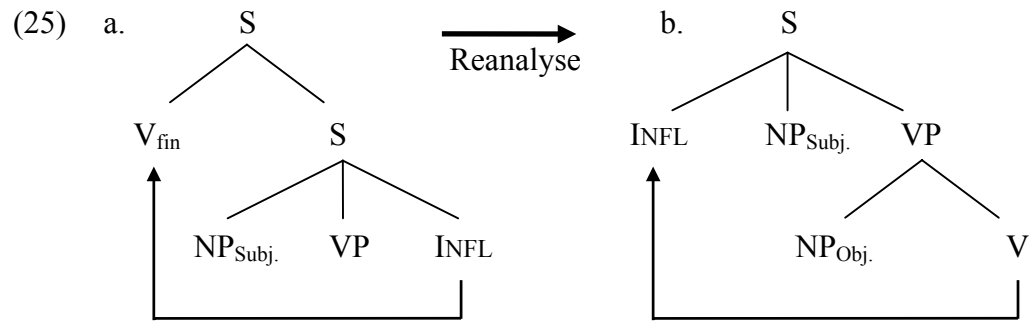 (25) a. S Reanalyse b. S
V_fin S INFL NP_Subj. VP
NP_Subj. VP INFL NP_Obj. V